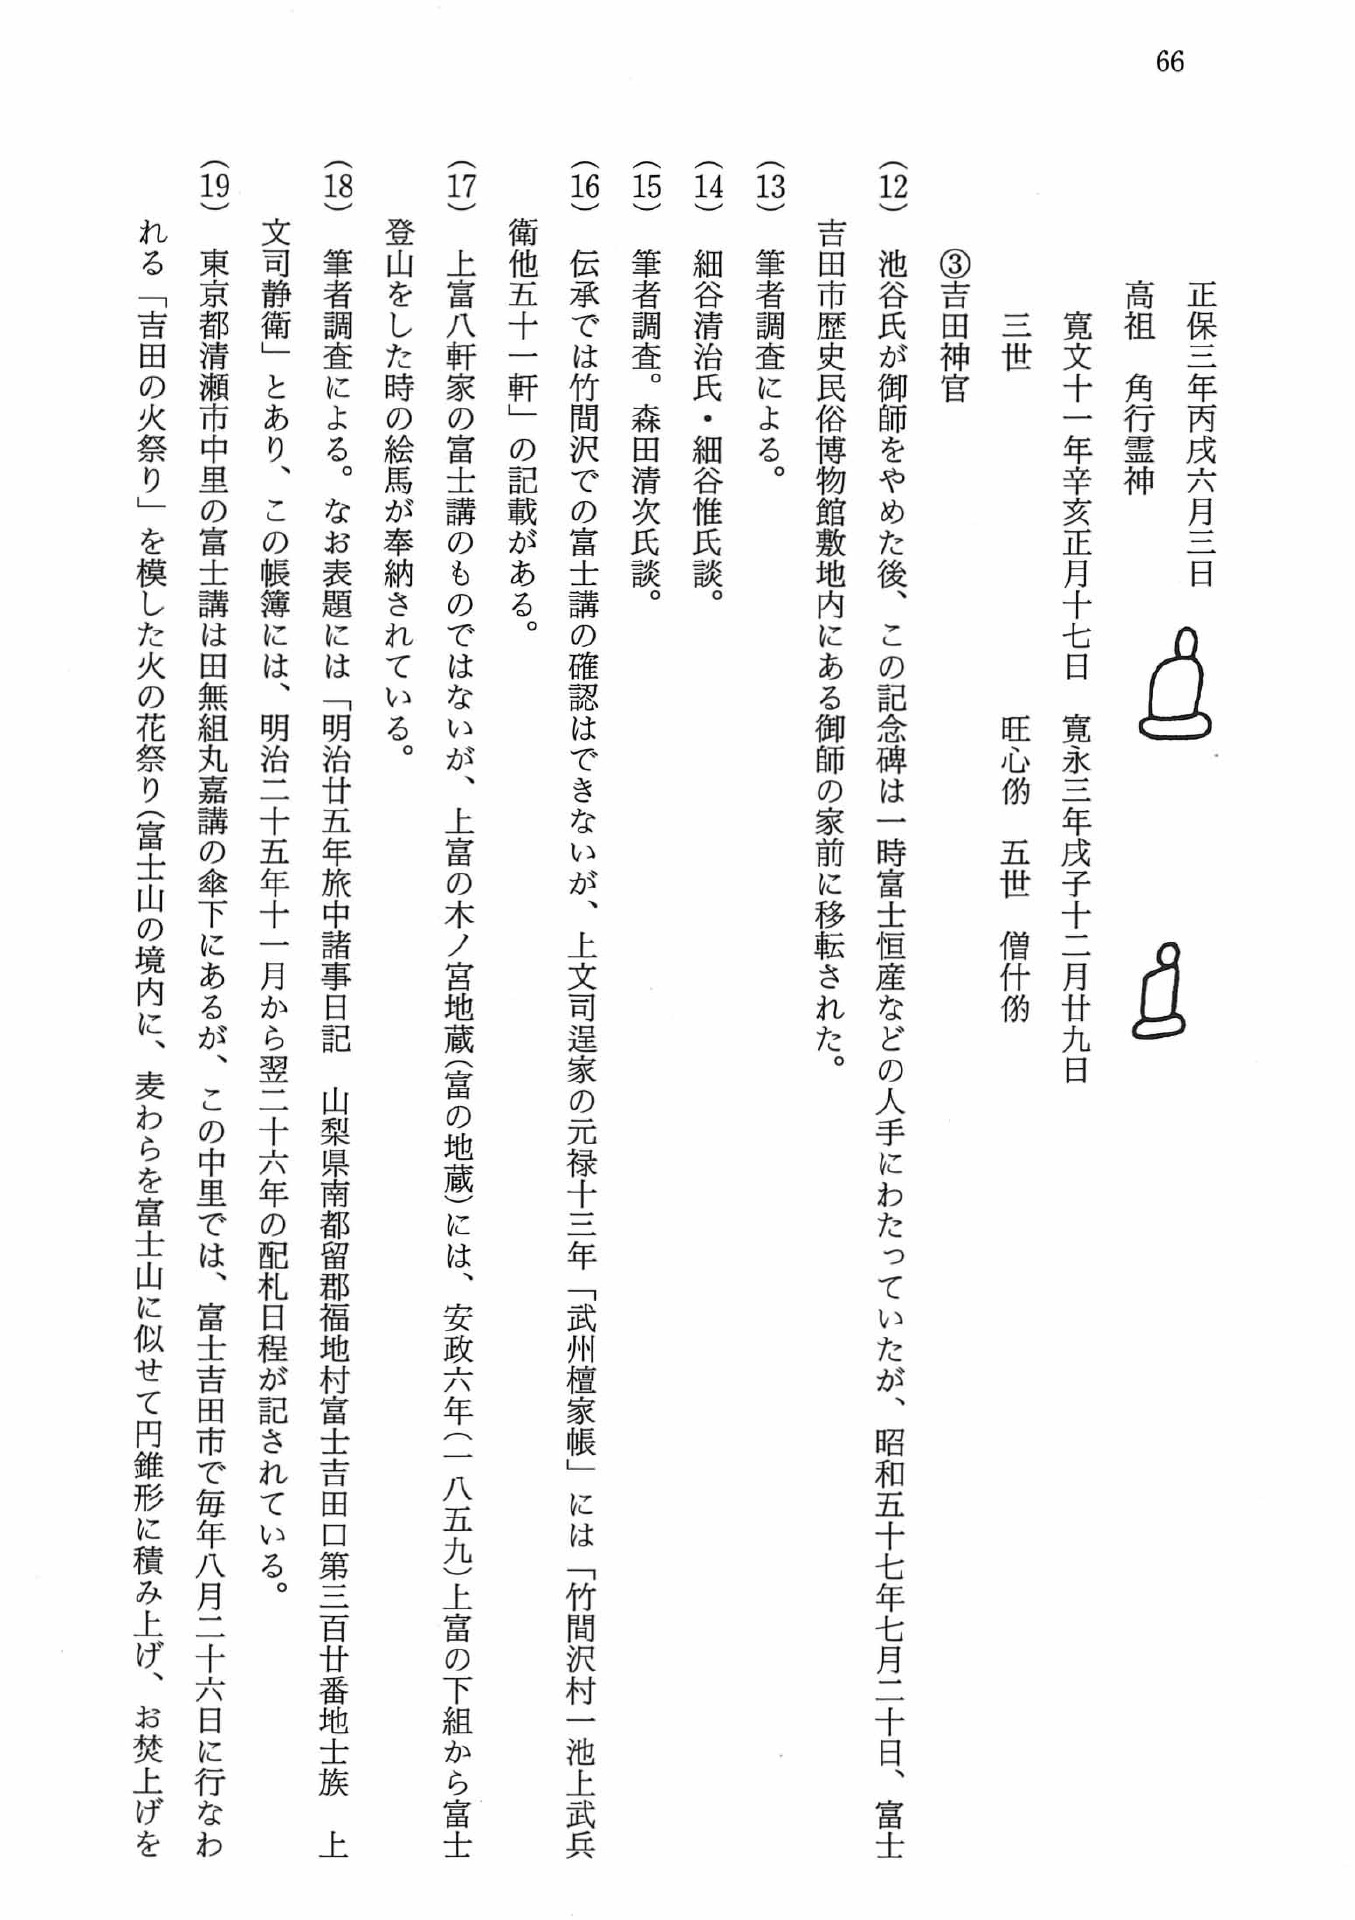 66
正保三年丙戌六月三日
高祖　角行霊神
寛文十一年辛亥正月十七日　寛永三年戌子十二月廿九日
三世　旺心㑶　五世　僧什㑶
③吉田神官
(12)　池谷氏が御師をやめた後、この記念碑は一時富士恒産などの人手にわたっていたが、昭和五十七年七月二十日、富士
吉田市歴史民俗博物館敷地内にある御師の家前に移転された。
(13)　筆者調査による。
(14)　細谷清治氏・細谷惟氏談。
(15)　筆者調査。森田清次氏談。
(16)　伝承では竹間沢での富士講の確認はできないが、上文司逞家の元禄十三年「武州檀家帳」には「竹間沢村一池上武兵
衛他五十一軒」の記載がある。
(17)　上富八軒家の富士講のものではないが、上富の木ノ宮地蔵(富の地蔵)には、安政六年(一八五九)上富の下組から富士
登山をした時の絵馬が奉納されている。
(18)　筆者調査による。なお表題には「明治廿五年旅中諸事日記　山梨県南都留郡福地村富士吉田口第三百廿番地士族　上
文司静衛」とあり、この帳簿には、明治二十五年十一月から翌二十六年の配札日程が記されている。
(19)　東京都清瀬市中里の富士講は田無組丸嘉講の傘下にあるが、この中里では、富士吉田市で毎年八月二十六日に行なわ
れる「吉田の火祭り」を模した火の花祭り(富士山の境内に、麦わらを富士山に似せて円錐形に積み上げ、お焚上げを